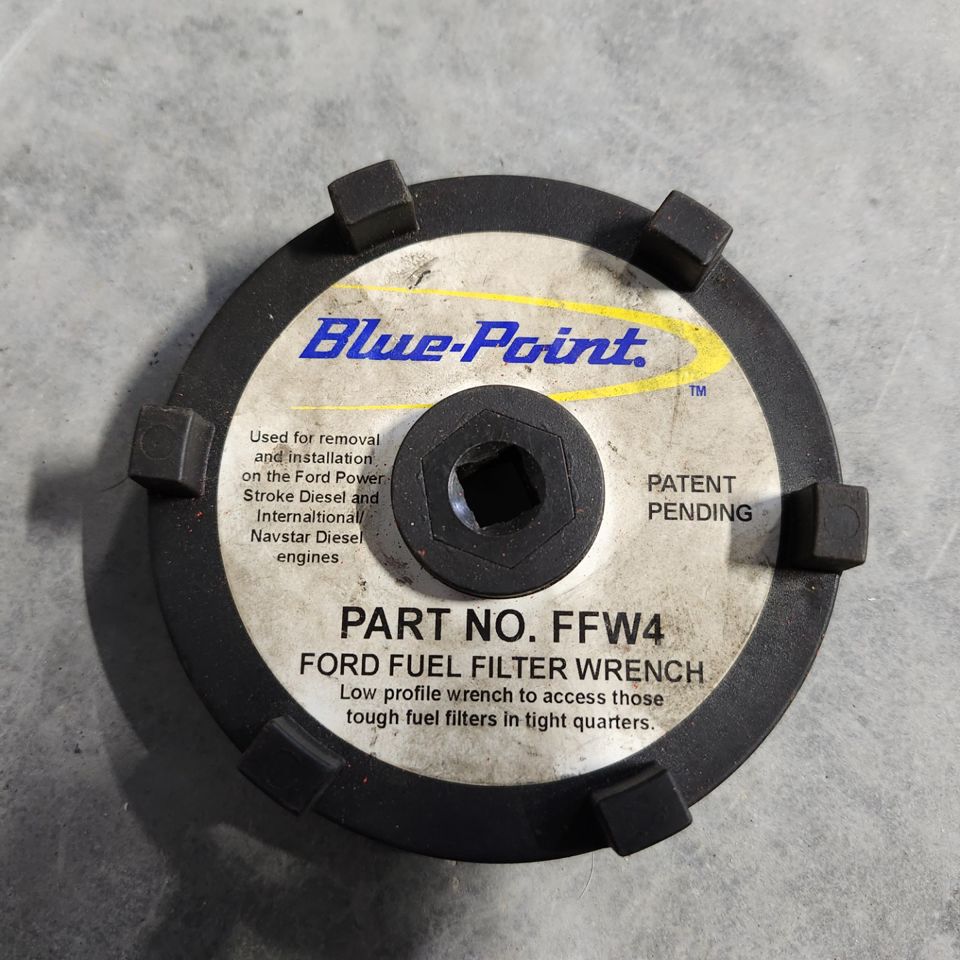 Blue-Point®
TM
Used for removal
and installation
on the Ford Power
Stroke Diesel and
Internaltional/
Navstar Diesel
engines
PATENT
PENDING
PART NO. FFW4
FORD FUEL FILTER WRENCH
Low profile wrench to access those
tough fuel filters in tight quarters.